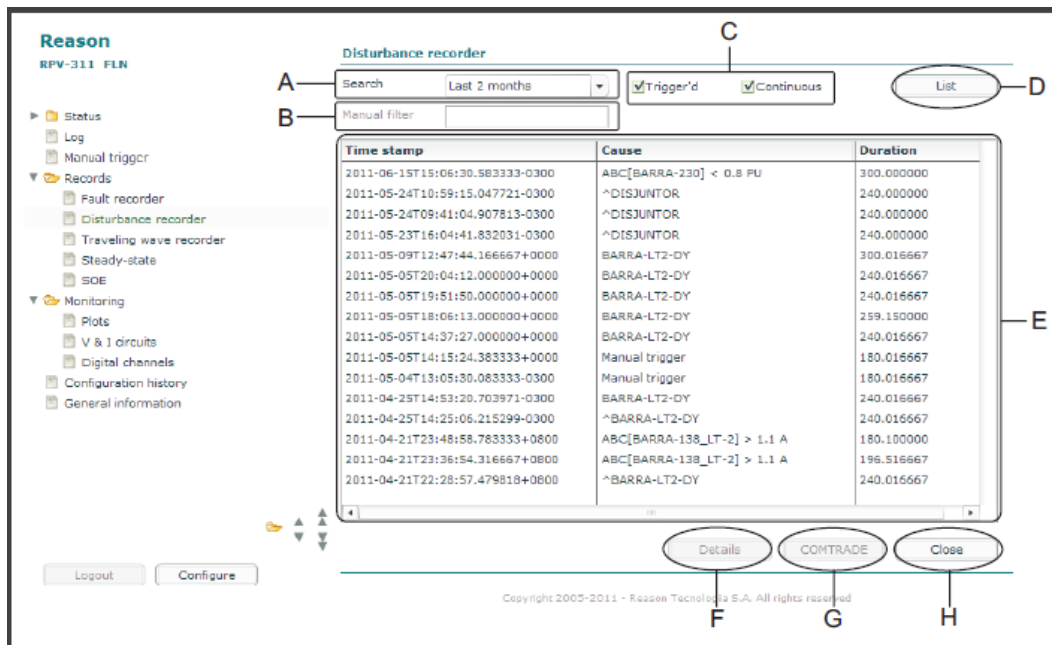 Reason
RPV-311 FLN
Disturbance recorder
C
A
Search Last 2 months
Trigger'd Continuous
List
D
B
Manual filter
Status
Log
Manual trigger
Records
Fault recorder
Disturbance recorder
Traveling wave recorder
Steady-state
SOE
Monitoring
Plots
V & I circuits
Digital channels
Configuration history
General information
Time stamp Cause Duration
2011-06-15T15:06:30.583333-0300 ABC[BARRA-230] < 0.8 PU 300.000000
2011-05-24T10:59:15.047721-0300 ^DISJUNTOR 240.000000
2011-05-24T09:41:04.907813-0300 ^DISJUNTOR 240.000000
2011-05-23T16:04:41.832031-0300 ^DISJUNTOR 240.000000
2011-05-09T12:47:44.166667+0000 BARRA-LT2-DY 300.016667
2011-05-05T20:04:12.000000+0000 BARRA-LT2-DY 240.016667
2011-05-05T19:51:50.000000+0000 BARRA-LT2-DY 240.016667
2011-05-05T18:06:13.000000+0000 BARRA-LT2-DY 259.150000
2011-05-05T14:37:27.000000+0000 BARRA-LT2-DY 240.016667
2011-05-05T14:15:24.383333+0000 Manual trigger 180.016667
2011-05-04T13:05:30.083333-0300 Manual trigger 180.016667
2011-04-25T14:53:20.703971-0300 BARRA-LT2-DY 240.016667
2011-04-25T14:25:06.215299-0300 ^BARRA-LT2-DY 240.016667
2011-04-21T23:48:58.783333+0800 ABC[BARRA-138_LT-2] > 1.1 A 180.100000
2011-04-21T23:36:54.316667+0800 ABC[BARRA-138_LT-2] > 1.1 A 196.516667
2011-04-21T22:28:57.479818+0800 ^BARRA-LT2-DY 240.016667
E
Details COMTRADE Close
Logout Configure
Copyright 2005-2011 - Reason Tecnologia S.A. All rights reserved
F G H